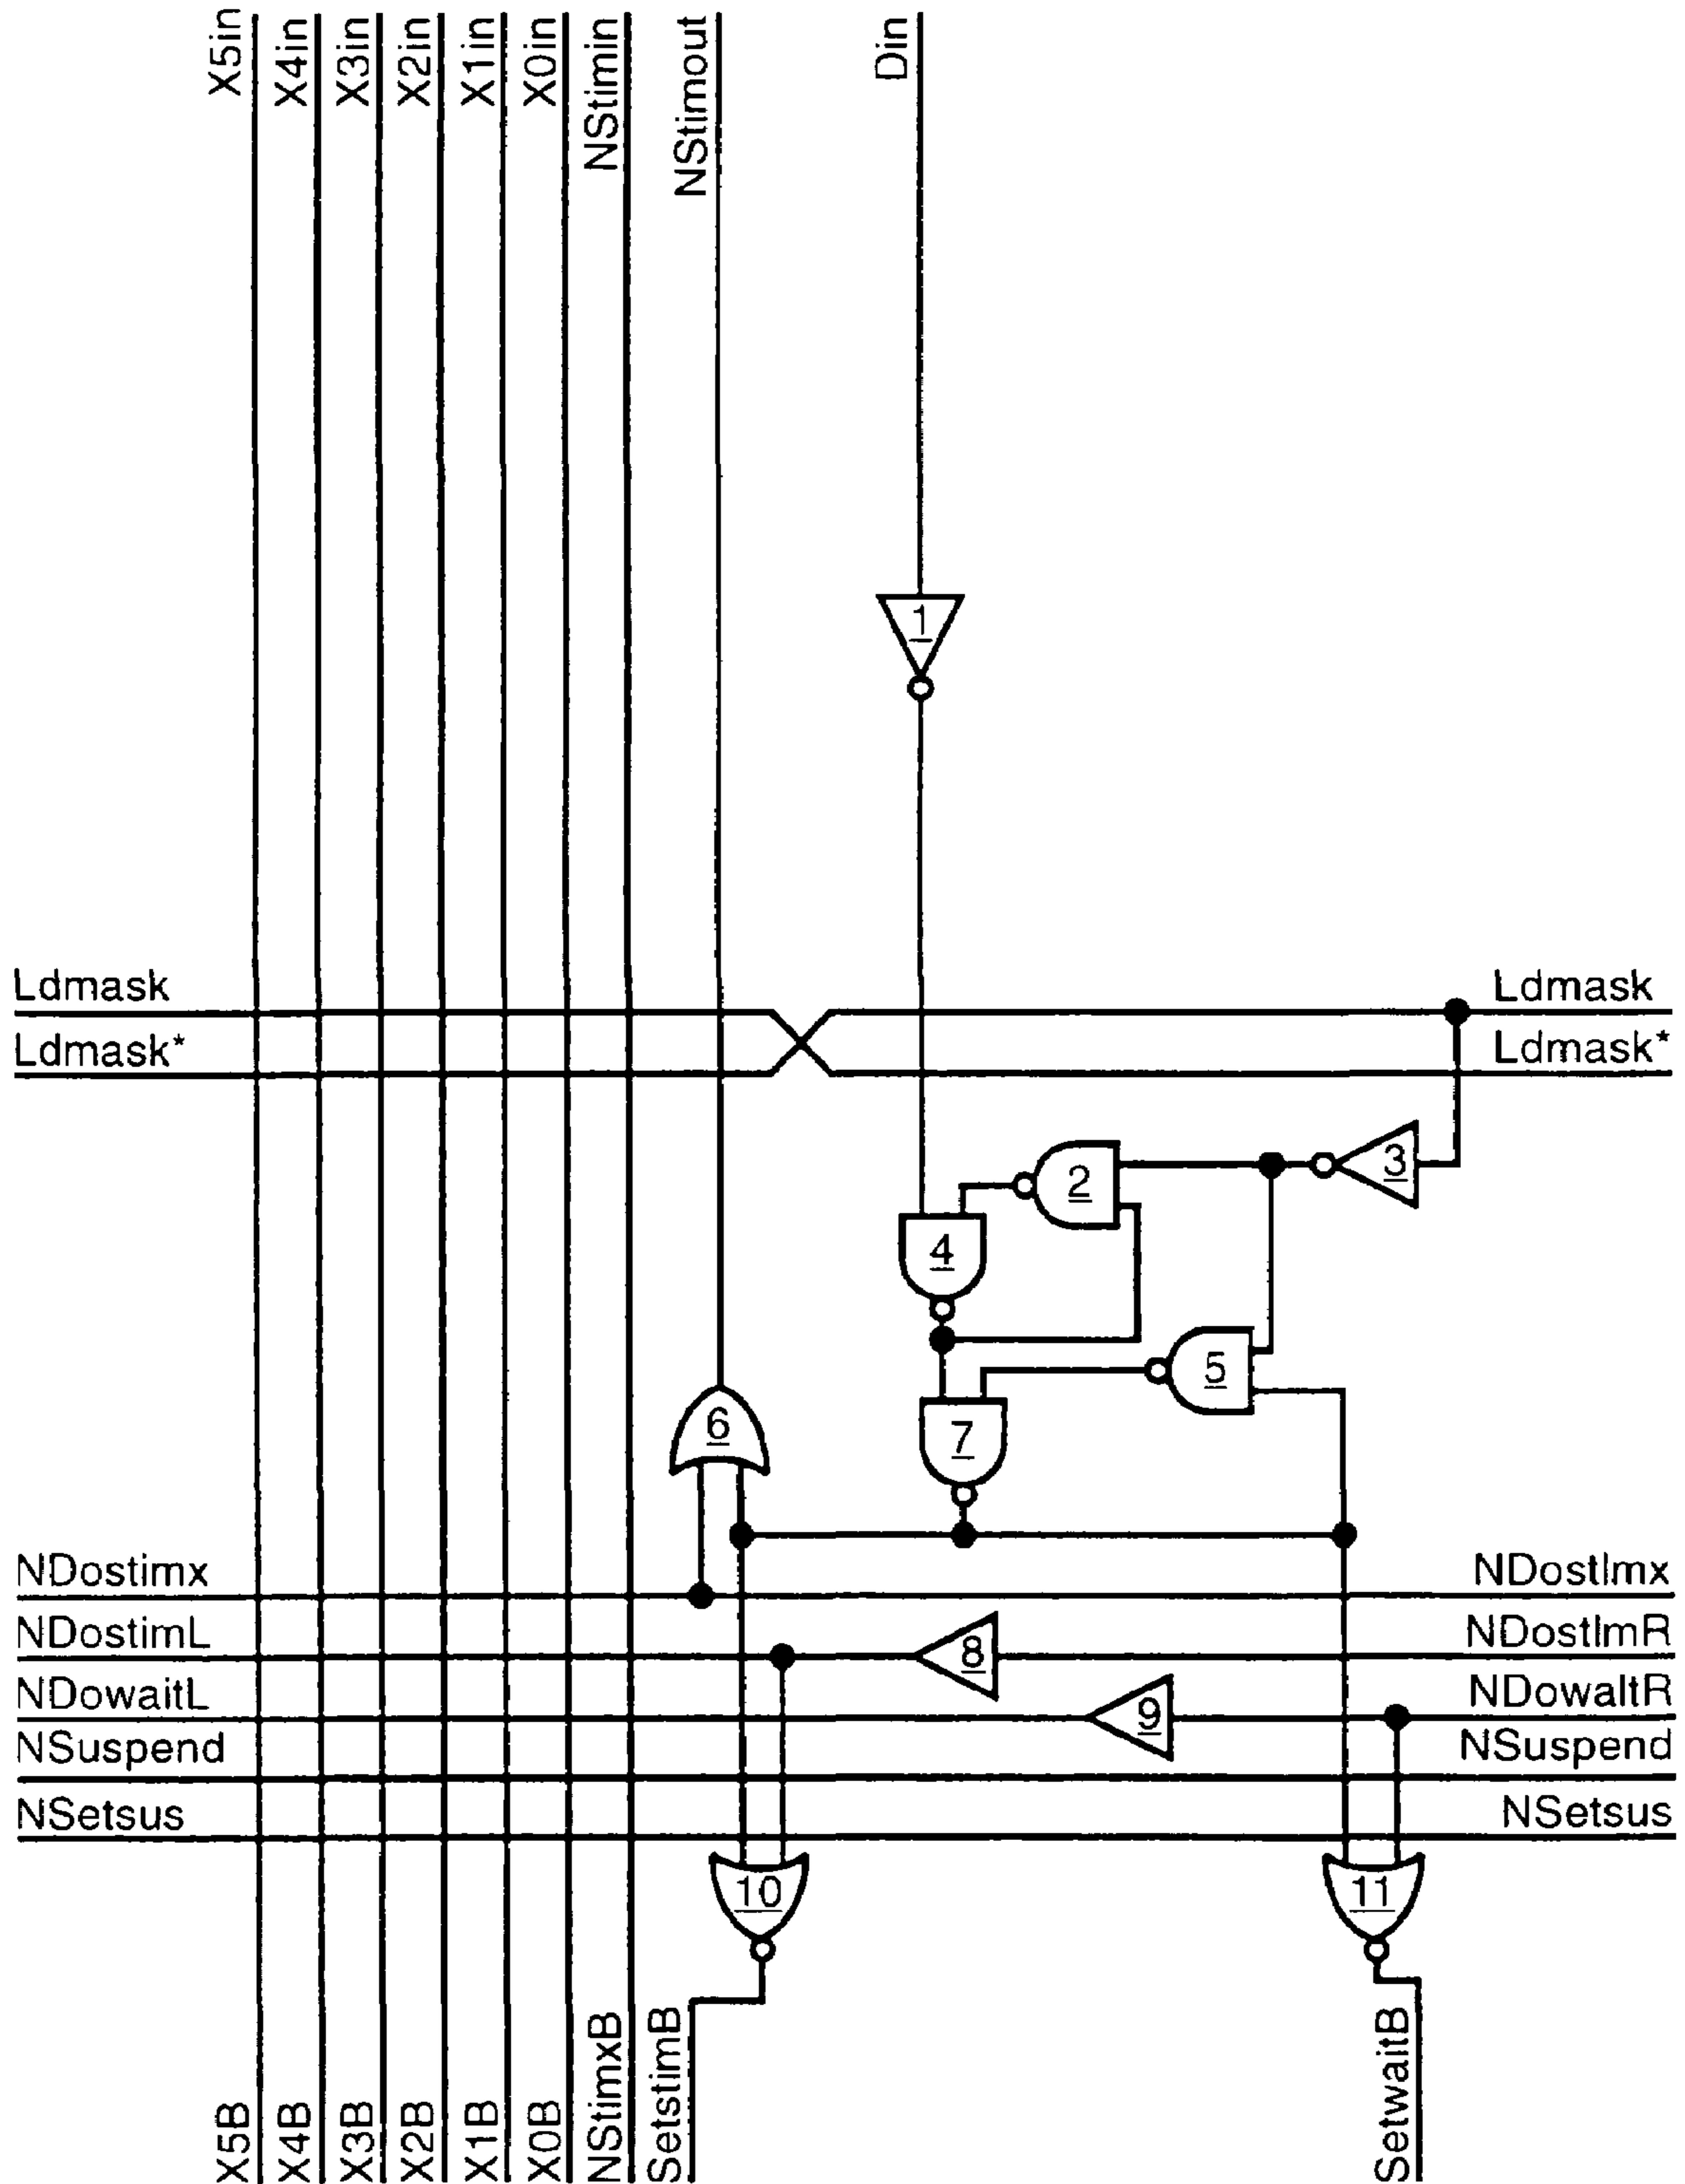 X5in
X4in
X3in
X2in
X1in
X0in
NStimin
NStimout
Din
1
Ldmask
Ldmask
Ldmask*
Ldmask*
2
3
4
5
6
7
NDostimx
NDostImx
NDostimL
8
NDostImR
NDowaitL
9
NDowaItR
NSuspend
NSuspend
NSetsus
NSetsus
10
11
X5B
X4B
X3B
X2B
X1B
X0B
NStimxB
SetstimB
SetwaitB